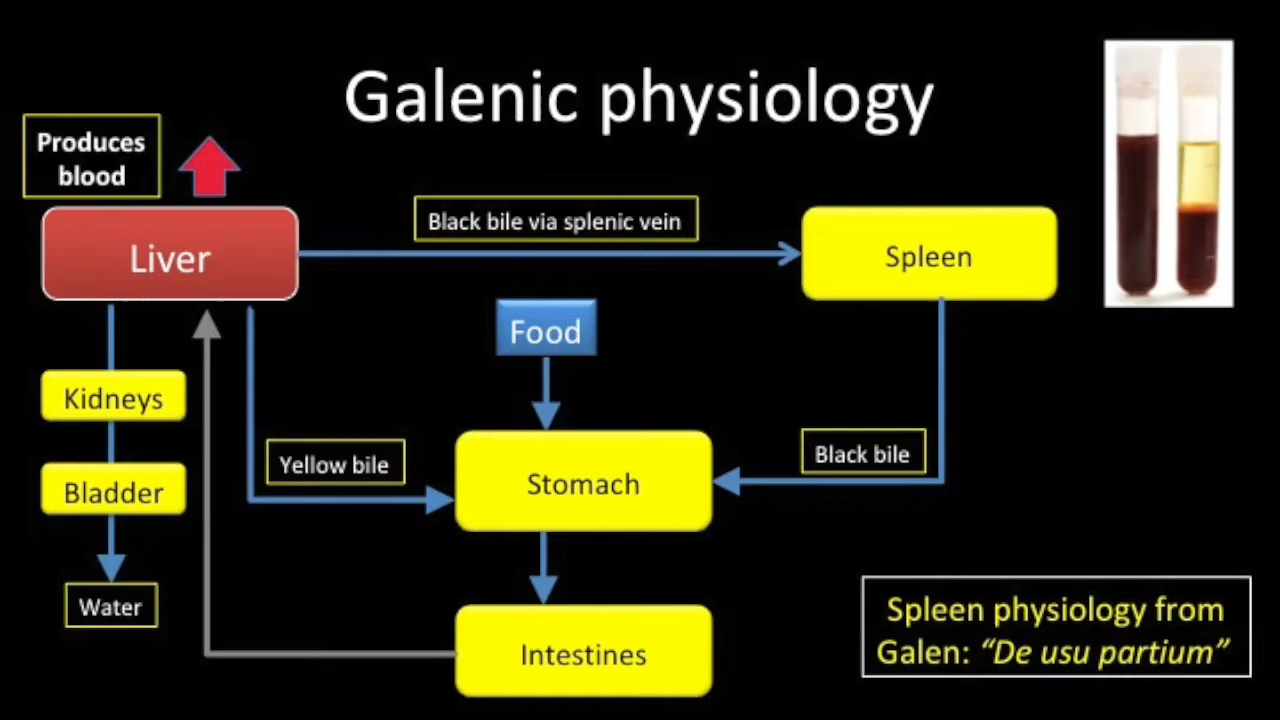 Galenic physiology
Produces
blood
Liver
Black bile via splenic vein
Spleen
Food
Kidneys
Yellow bile
Stomach
Black bile
Bladder
Water
Intestines
Spleen physiology from
Galen: “De usu partium”